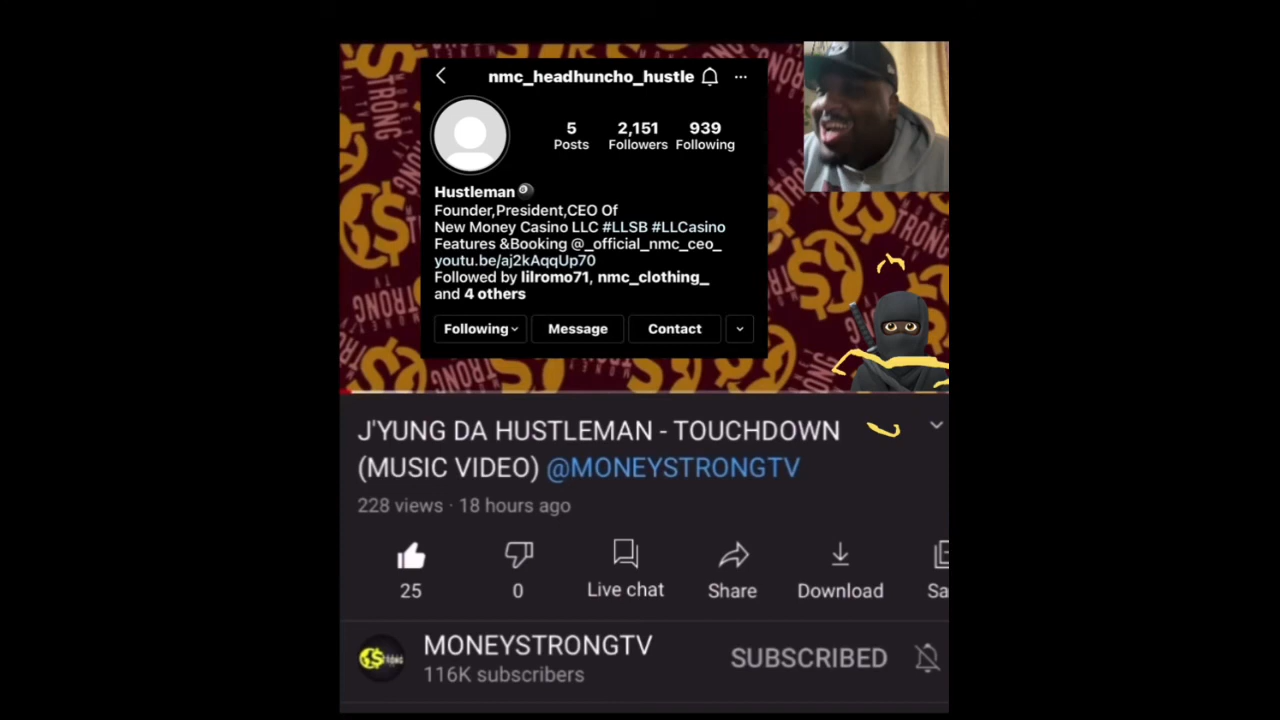 nmc_headhuncho_hustle
5 2,151 939
Posts Followers Following
Hustleman
Founder,President,CEO Of
New Money Casino LLC #LLSB #LLCasino
Features &Booking @_official_nmc_ceo_
youtu.be/aj2kAqqUp70
Followed by lilromo71, nmc_clothing_
and 4 others
Following Message Contact
J'YUNG DA HUSTLEMAN - TOUCHDOWN
(MUSIC VIDEO) @MONEYSTRONGTV
228 views · 18 hours ago
25 0 Live chat Share Download Sa
MONEYSTRONGTV
116K subscribers
SUBSCRIBED